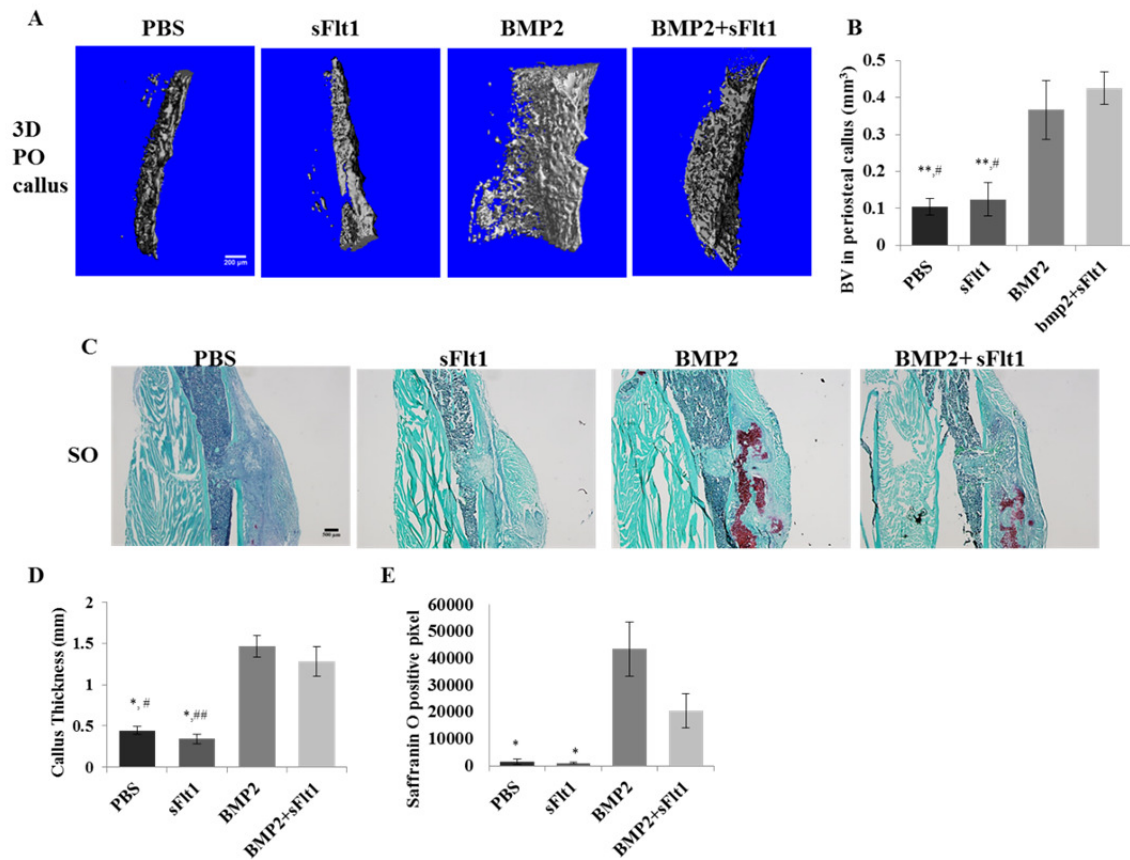 A
PBS
sFlt1
BMP2
BMP2+sFlt1
3D
PO
callus
200 μm
B
BV in periosteal callus (mm³)
0.5
0.4
0.3
0.2
0.1
0
**,#
**,#
PBS
sFlt1
BMP2
bmp2+sFlt1
C
PBS
sFlt1
BMP2
BMP2+ sFlt1
SO
500 μm
D
Callus Thickness (mm)
2
1.5
1
0.5
0
*, #
*,##
PBS
sFlt1
BMP2
BMP2+sFlt1
E
Saffranin O positive pixel
60000
50000
40000
30000
20000
10000
0
*
*
PBS
sFlt1
BMP2
BMP2+sFlt1